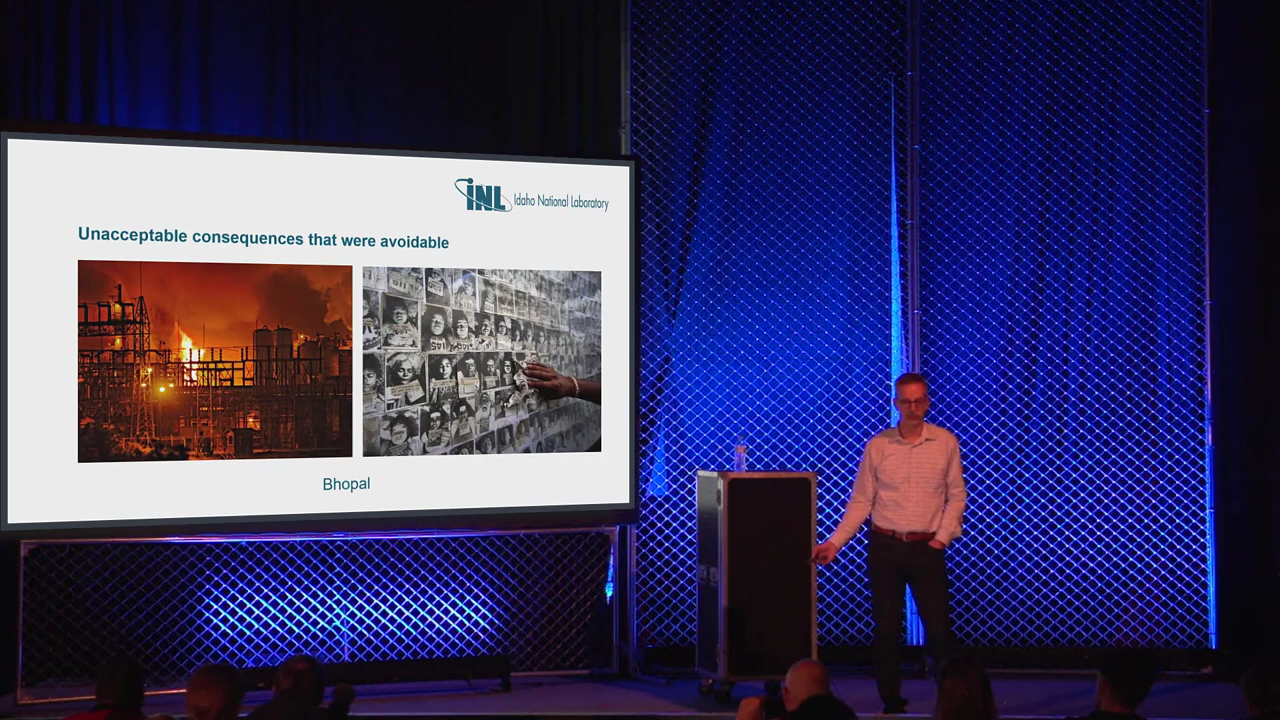 INL Idaho National Laboratory
Unacceptable consequences that were avoidable
Bhopal